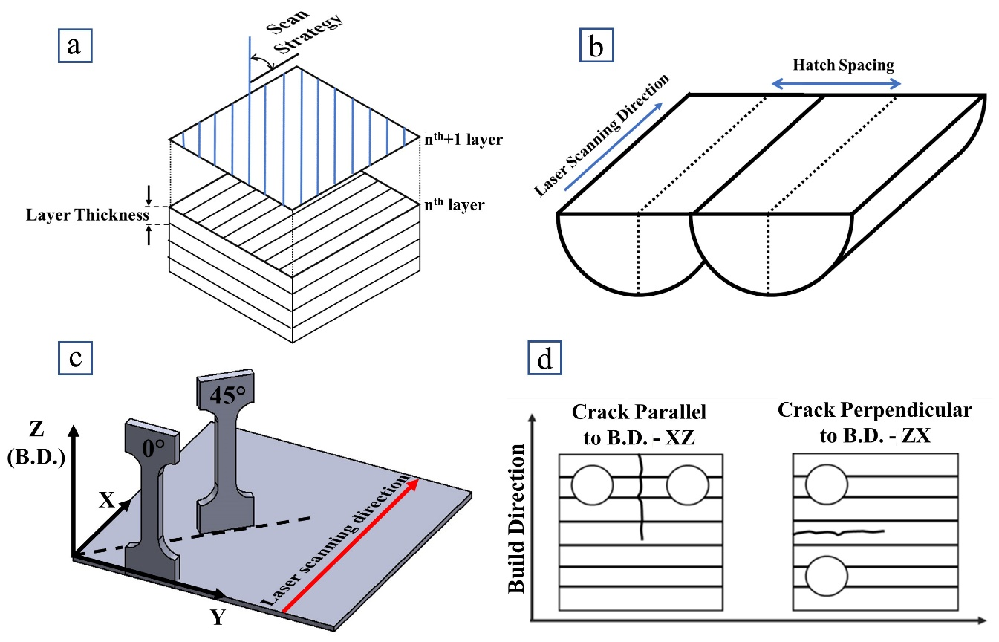 a
Scan
Strategy
nth+1 layer
nth layer
Layer Thickness
b
Hatch Spacing
Laser Scanning Direction
c
Z
(B.D.)
X
Y
0°
45°
Laser scanning direction
d
Crack Parallel
to B.D. - XZ
Crack Perpendicular
to B.D. - ZX
Build Direction